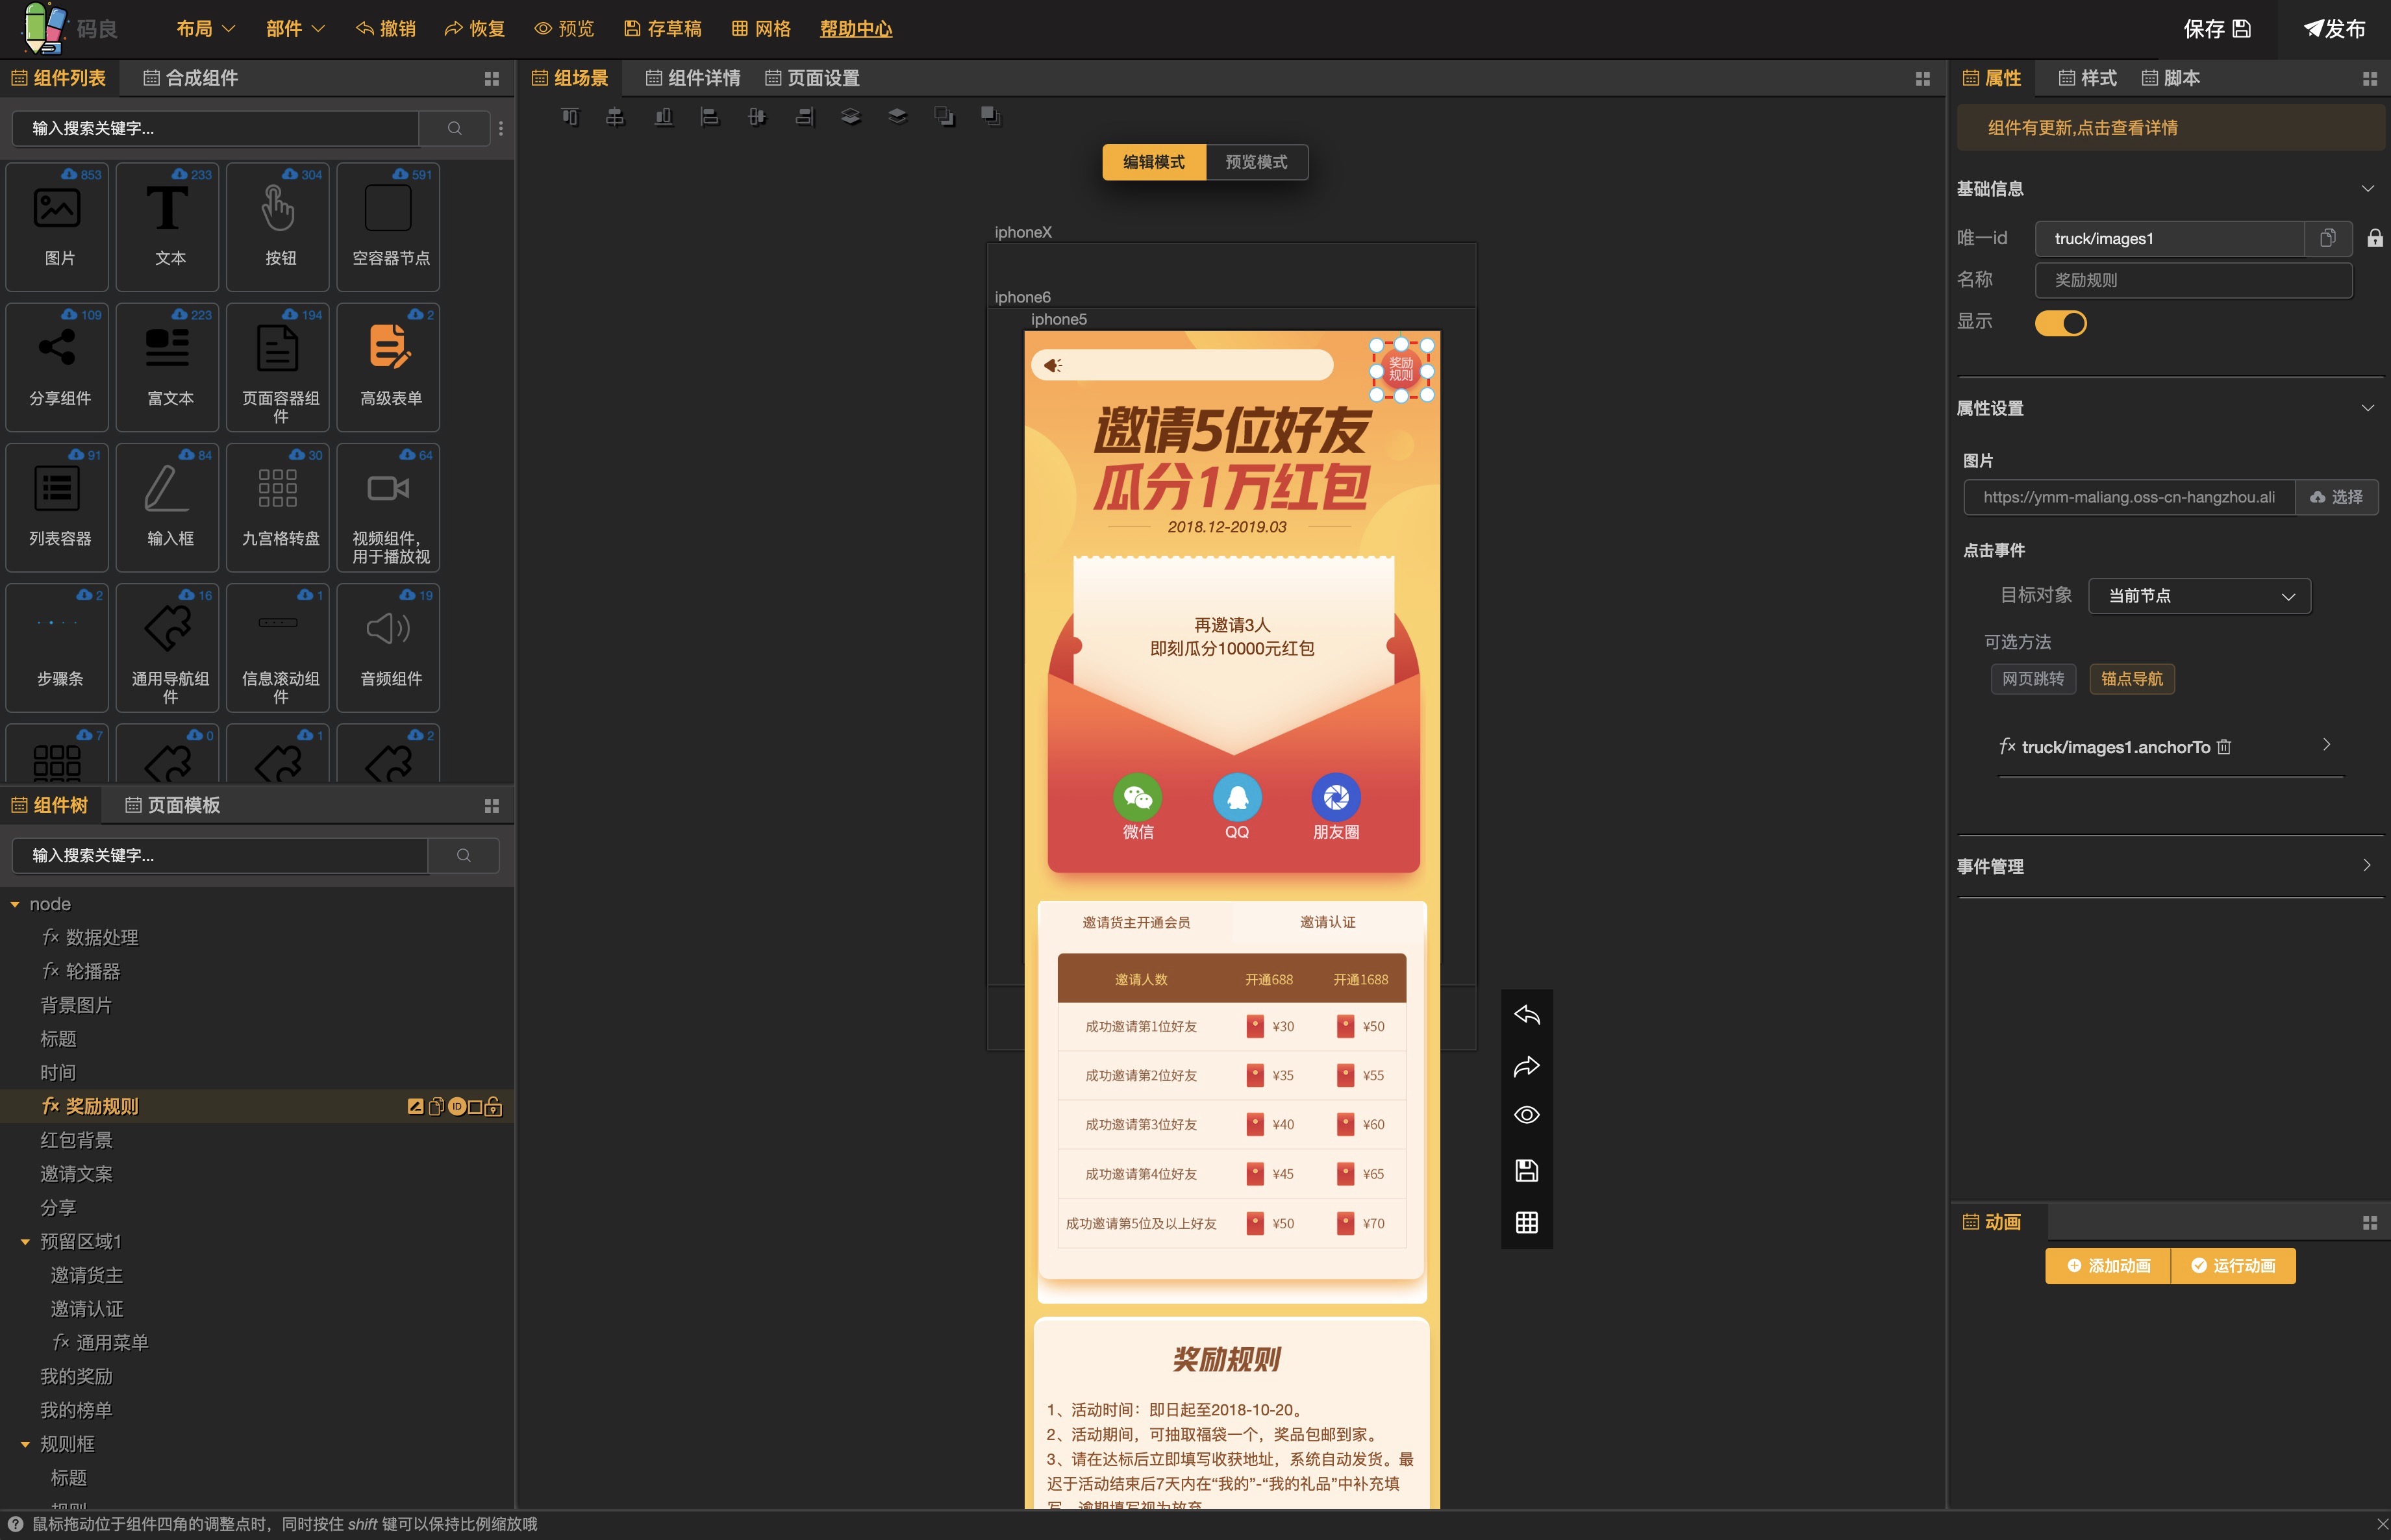 码良
布局
部件
撤销
恢复
预览
存草稿
网格
帮助中心
保存
发布
组件列表
合成组件
输入搜索关键字...
853
图片
233
文本
304
按钮
591
空容器节点
109
分享组件
223
富文本
194
页面容器组
件
2
高级表单
91
列表容器
84
输入框
30
九宫格转盘
64
视频组件，
用于播放视
2
步骤条
16
通用导航组
件
1
信息滚动组
件
19
音频组件
7
0
1
2
组件树
页面模板
输入搜索关键字...
node
fx 数据处理
fx 轮播器
背景图片
标题
时间
fx 奖励规则
ID
红包背景
邀请文案
分享
预留区域1
邀请货主
邀请认证
fx 通用菜单
我的奖励
我的榜单
规则框
标题
规则
组场景
组件详情
页面设置
编辑模式
预览模式
iphoneX
iphone6
iphone5
奖励
规则
邀请5位好友
瓜分1万红包
2018.12-2019.03
再邀请3人
即刻瓜分10000元红包
微信
QQ
朋友圈
邀请货主开通会员
邀请认证
邀请人数 开通688 开通1688
成功邀请第1位好友 ¥30 ¥50
成功邀请第2位好友 ¥35 ¥55
成功邀请第3位好友 ¥40 ¥60
成功邀请第4位好友 ¥45 ¥65
成功邀请第5位及以上好友 ¥50 ¥70
奖励规则
1、活动时间：即日起至2018-10-20。
2、活动期间，可抽取福袋一个，奖品包邮到家。
3、请在达标后立即填写收获地址，系统自动发货。最
迟于活动结束后7天内在“我的”-“我的礼品”中补充填
写，逾期填写视为放弃
属性
样式
脚本
组件有更新,点击查看详情
基础信息
唯一id
truck/images1
名称
奖励规则
显示
属性设置
图片
https://ymm-maliang.oss-cn-hangzhou.ali
选择
点击事件
目标对象
当前节点
可选方法
网页跳转
锚点导航
fx truck/images1.anchorTo
事件管理
动画
添加动画
运行动画
鼠标拖动位于组件四角的调整点时，同时按住 shift 键可以保持比例缩放哦